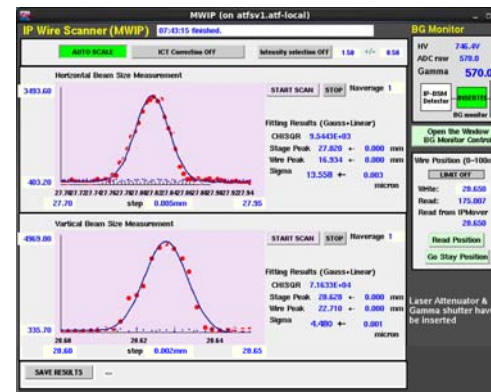 MWIP (on atfsv1.atf-local)
IP Wire Scanner (MWIP) 07:43:15 finished.
AUTO SCALE ICT Correction OFF Intensity selection OFF 1.50 +/- 0.50
Horizontal Beam Size Measurement
3493.60
403.20
27.70 step 0.005mm 27.95
START SCAN STOP Naverage 1
Fitting Results (Gauss+Linear)
CHISQR 9.5443E+03
Stage Peak 27.820 +- 0.000 mm
Wire Peak 16.934 +- 0.000 mm
Sigma 13.558 +- 0.003
micron
Vartical Beam Size Measurement
4969.00
335.70
28.60 28.62 28.64
28.60 step 0.002mm 28.65
START SCAN STOP Naverage 1
Fitting Results (Gauss+Linear)
CHISQR 7.1633E+04
Stage Peak 28.628 +- 0.000 mm
Wire Peak 22.710 +- 0.000 mm
Sigma 4.480 +- 0.001
micron
SAVE RESULTS ...
BG Monitor
HV 746.4V
ADC raw 570.0
Gamma 570.0
IP-BSM
Detector INSERTED
BG monitor
Open the Window
BG Monitor Control
Wire Position (0~100
LIMIT OFF
Write: 28.650
Read: 175.007
Read from IPMover
28.650
Read Position
Go Stay Position
Laser Attenuator &
Gamma shutter have
be inserted